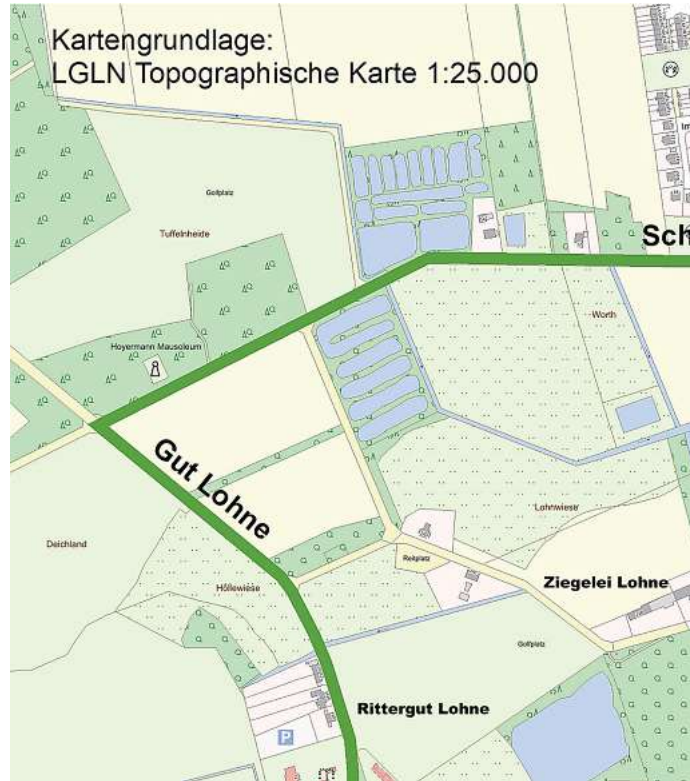 Kartengrundlage:
LGLN Topographische Karte 1:25.000
Golfplatz
Tuffelnheide
Sch
Worth
Hoyermann Mausoleum
Gut Lohne
Lohnwiese
Deichland
Reitplatz
Ziegelei Lohne
Höllewiese
Golfplatz
Rittergut Lohne
P